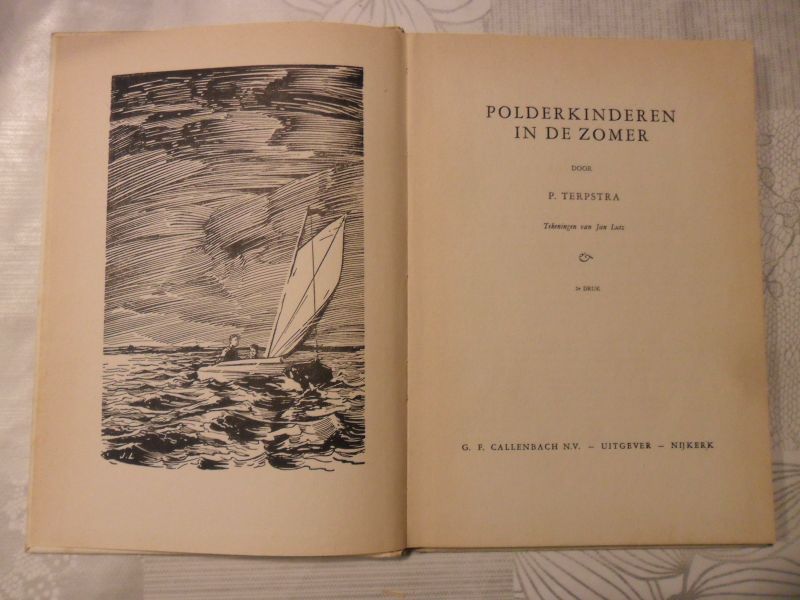 J.L
POLDERKINDEREN
IN DE ZOMER
DOOR
P. TERPSTRA
Tekeningen van Jan Lutz
2e DRUK
G. F. CALLENBACH N.V. – UITGEVER – NIJKERK